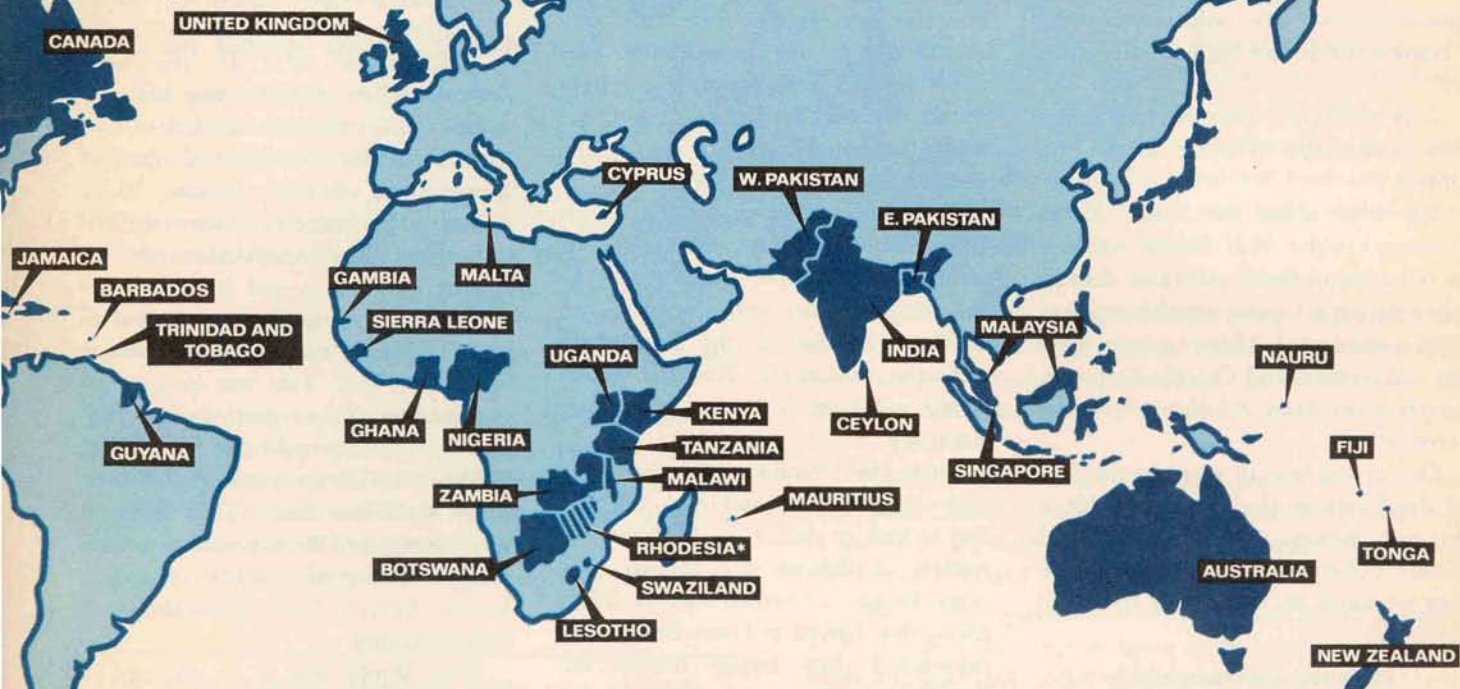 CANADA
UNITED KINGDOM
CYPRUS
W. PAKISTAN
E. PAKISTAN
JAMAICA
BARBADOS
TRINIDAD AND
TOBAGO
GUYANA
GAMBIA
MALTA
SIERRA LEONE
GHANA
NIGERIA
UGANDA
KENYA
TANZANIA
MALAWI
ZAMBIA
MAURITIUS
RHODESIA*
BOTSWANA
SWAZILAND
LESOTHO
INDIA
CEYLON
MALAYSIA
SINGAPORE
NAURU
FIJI
TONGA
AUSTRALIA
NEW ZEALAND